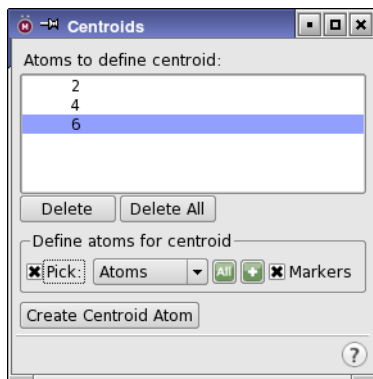 Centroids
Atoms to define centroid:
2
4
6
Delete Delete All
Define atoms for centroid
Pick: Atoms All Markers
Create Centroid Atom
?